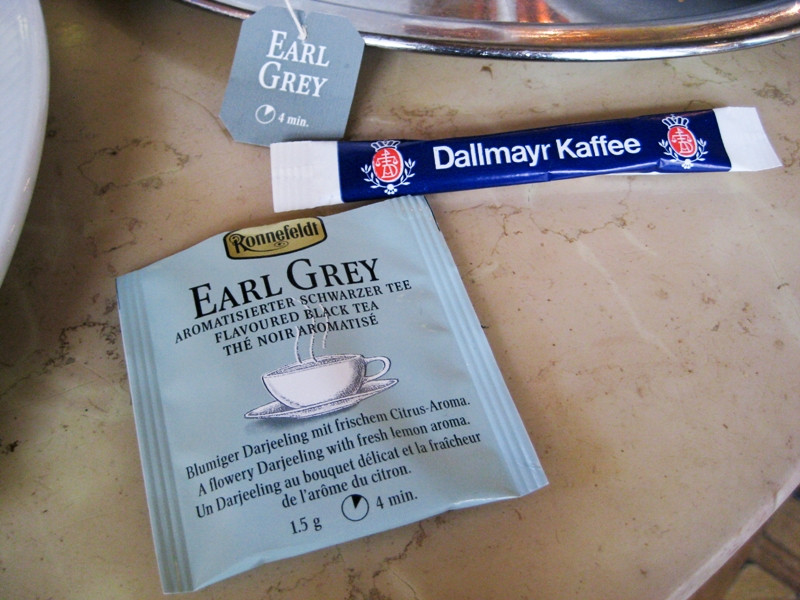 EARL
GREY
4 min.
Dallmayr Kaffee
Ronnefeldt
EARL GREY
AROMATISIERTER SCHWARZER TEE
FLAVOURED BLACK TEA
THÉ NOIR AROMATISÉ
Blumiger Darjeeling mit frischem Citrus-Aroma.
A flowery Darjeeling with fresh lemon aroma.
Un Darjeeling au bouquet délicat et la fraîcheur
de l'arôme du citron.
1.5 g 4 min.